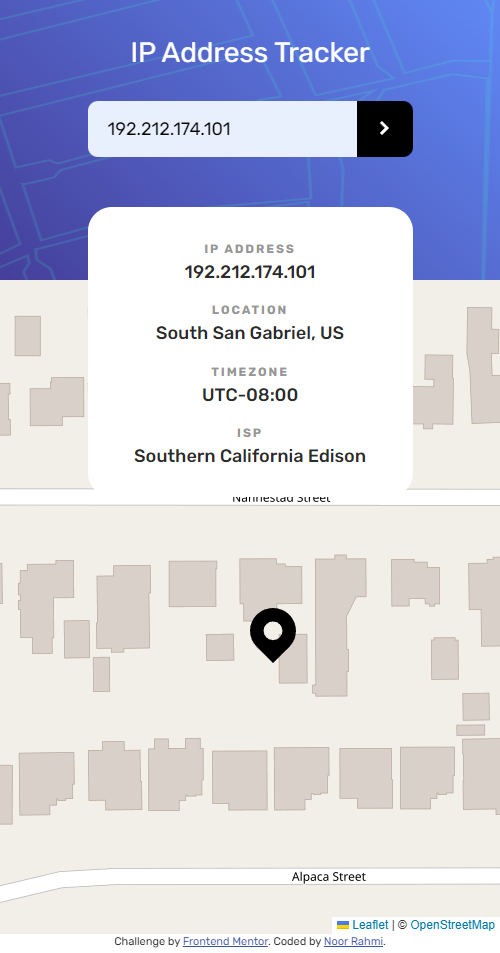 IP Address Tracker
192.212.174.101
IP ADDRESS
192.212.174.101
LOCATION
South San Gabriel, US
TIMEZONE
UTC-08:00
ISP
Southern California Edison
Nannestad Street
Alpaca Street
Leaflet | © OpenStreetMap
Challenge by Frontend Mentor. Coded by Noor Rahmi.